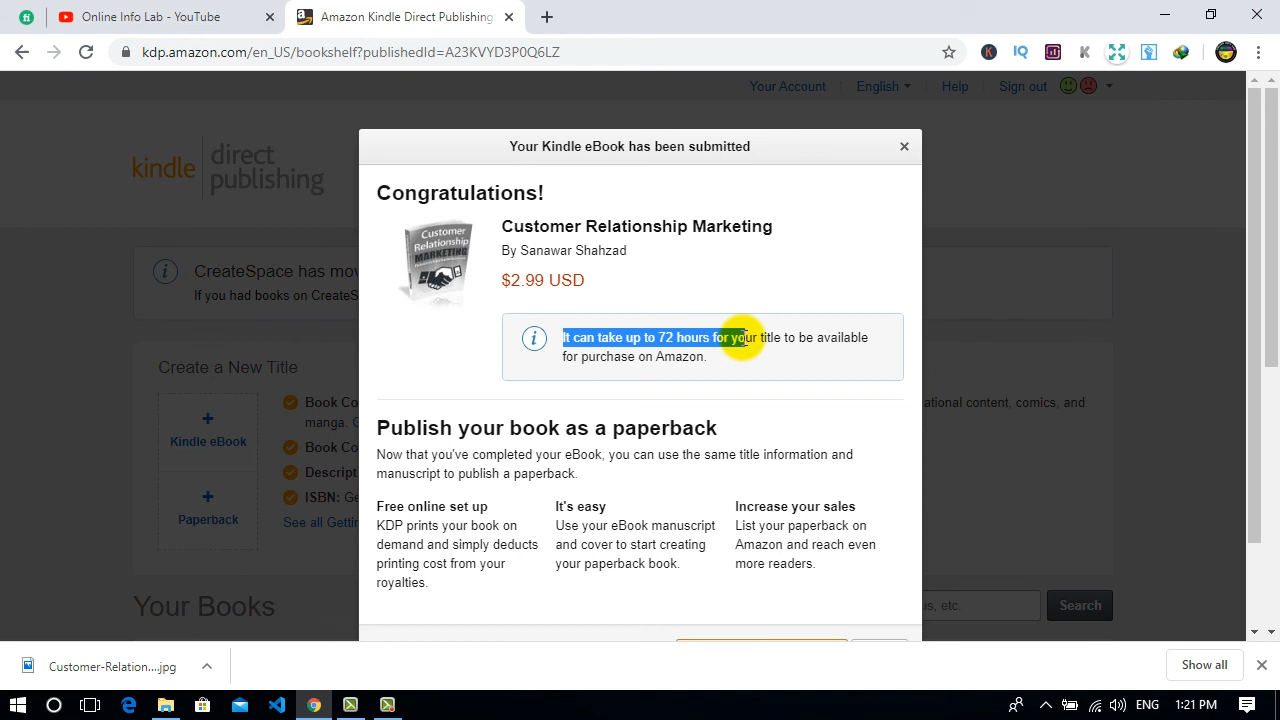 Online Info Lab - YouTube
Amazon Kindle Direct Publishing
kdp.amazon.com/en_US/bookshelf?publishedId=A23KVYD3P0Q6LZ
Your Account
English
Help
Sign out
kindle direct publishing
Your Kindle eBook has been submitted
Congratulations!
Customer Relationship MARKETING
Customer Relationship Marketing
By Sanawar Shahzad
$2.99 USD
It can take up to 72 hours for your title to be available
for purchase on Amazon.
CreateSpace has mov
If you had books on CreateS
Create a New Title
Kindle eBook
Paperback
Book Co
manga.
Book Co
Descript
ISBN: Ge
See all Getti
ational content, comics, and
Publish your book as a paperback
Now that you've completed your eBook, you can use the same title information and
manuscript to publish a paperback.
Free online set up
KDP prints your book on
demand and simply deducts
printing cost from your
royalties.
It's easy
Use your eBook manuscript
and cover to start creating
your paperback book.
Increase your sales
List your paperback on
Amazon and reach even
more readers.
Your Books
us, etc.
Search
Customer-Relation....jpg
Show all
ENG
1:21 PM